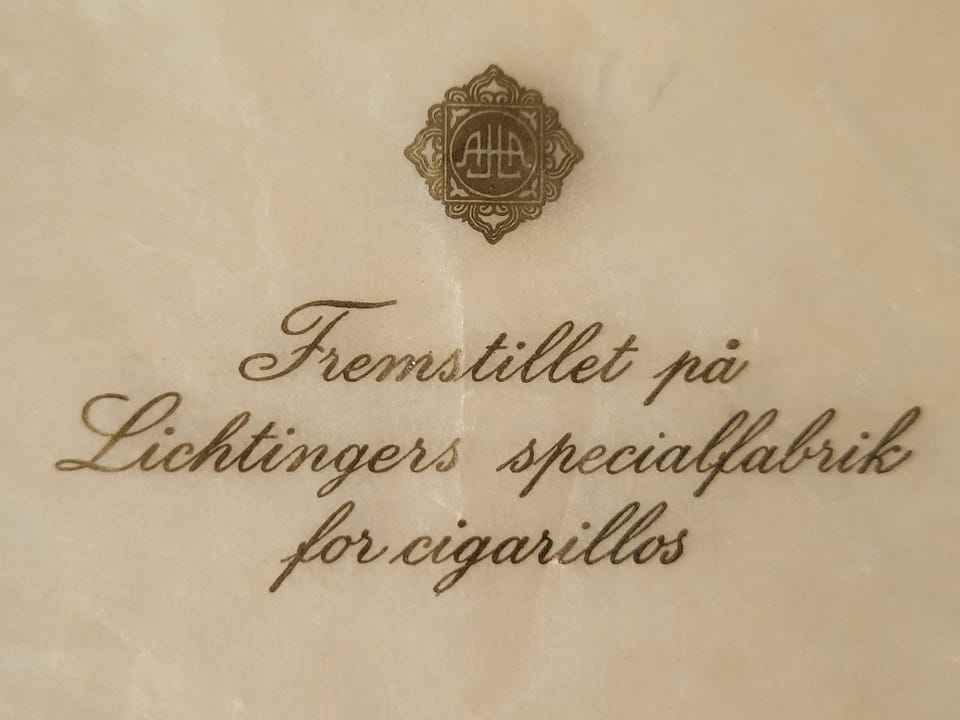 Fremstillet på
Lichtingers specialfabrik
for cigarillos